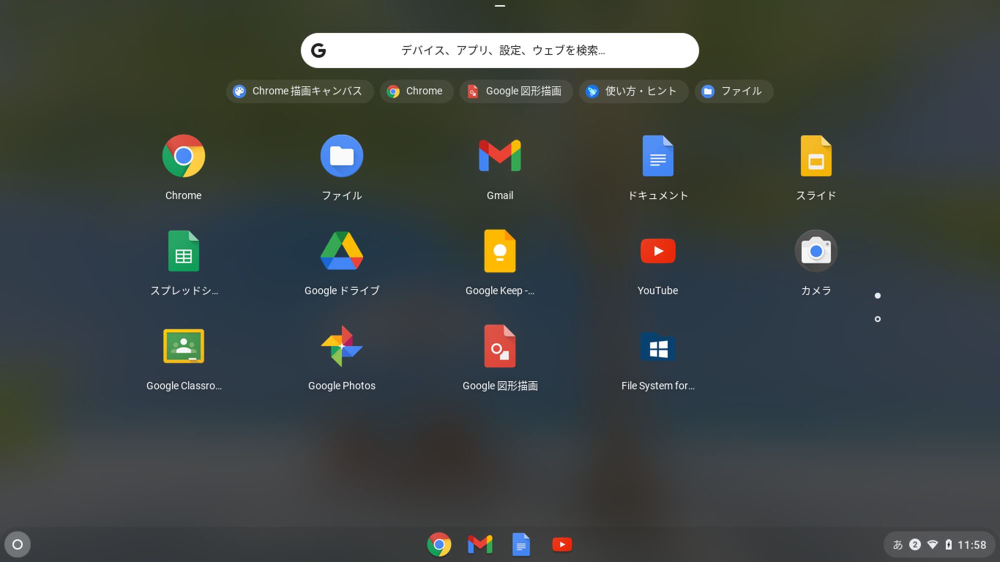 デバイス、アプリ、設定、ウェブを検索...
Chrome 描画キャンバス
Chrome
Google 図形描画
使い方・ヒント
ファイル
Chrome
ファイル
Gmail
ドキュメント
スライド
スプレッドシ...
Google ドライブ
Google Keep -...
YouTube
カメラ
Google Classro...
Google Photos
Google 図形描画
File System for...
あ 2 11:58